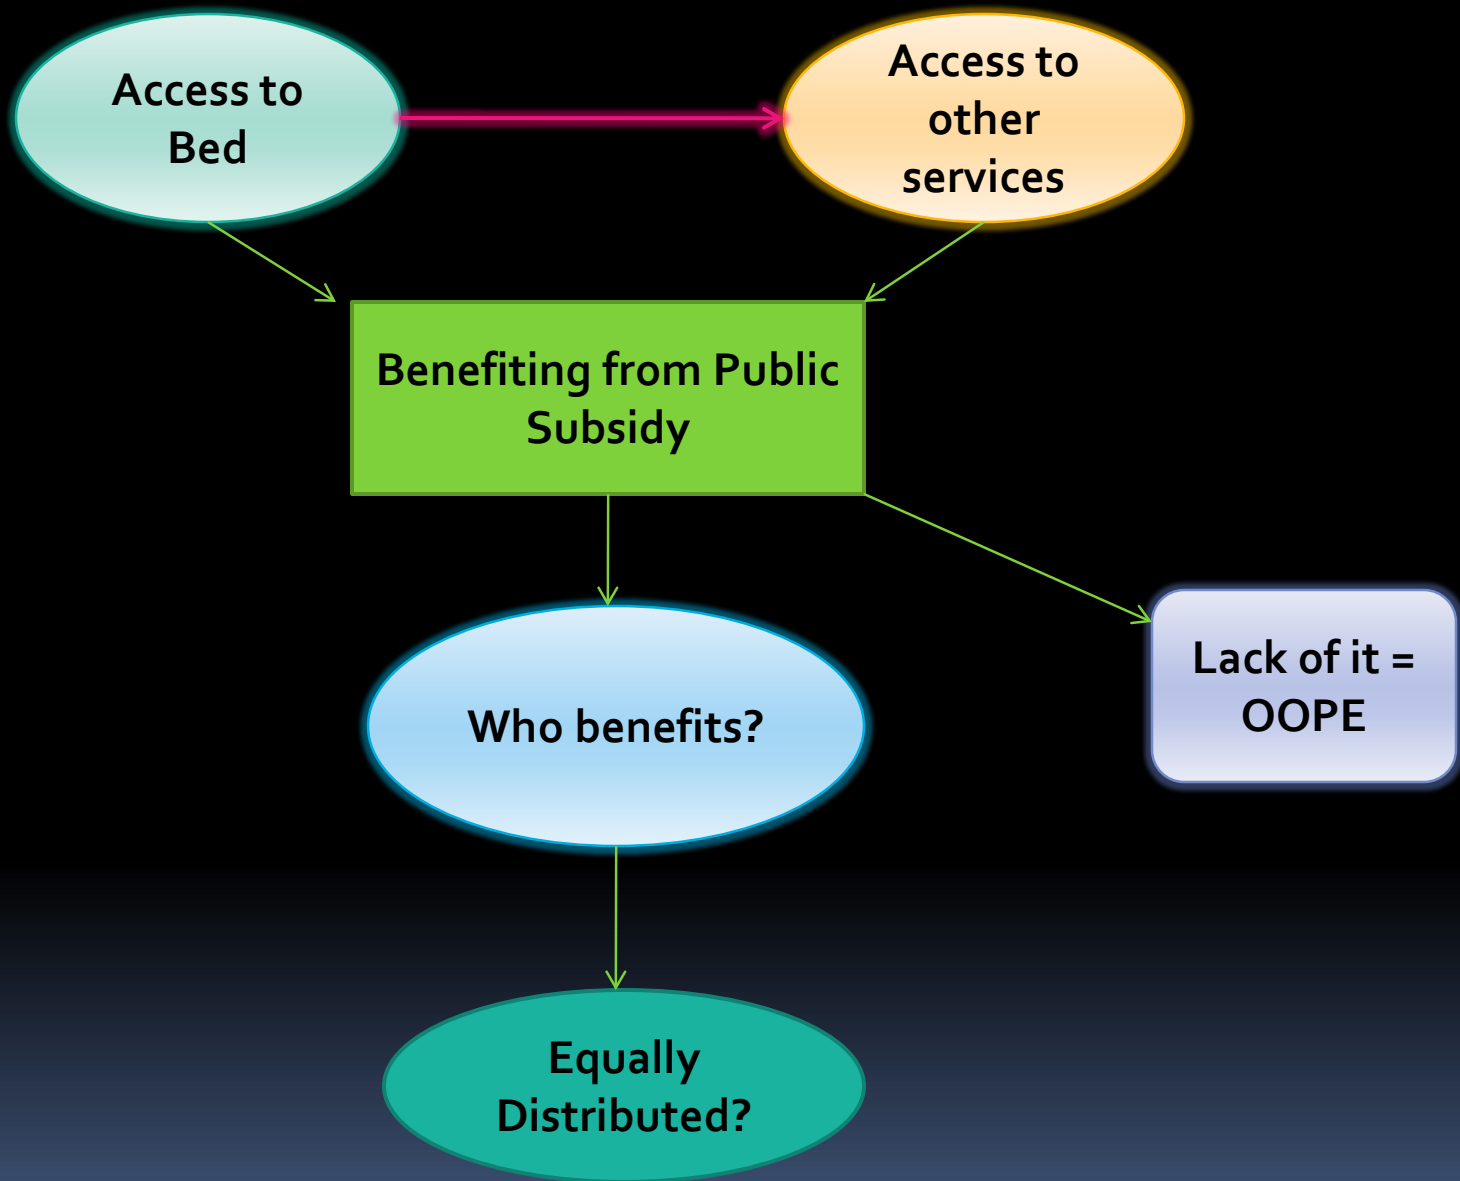 Access to
Bed
Access to
other
services
Benefiting from Public
Subsidy
Who benefits?
Lack of it =
OOPE
Equally
Distributed?